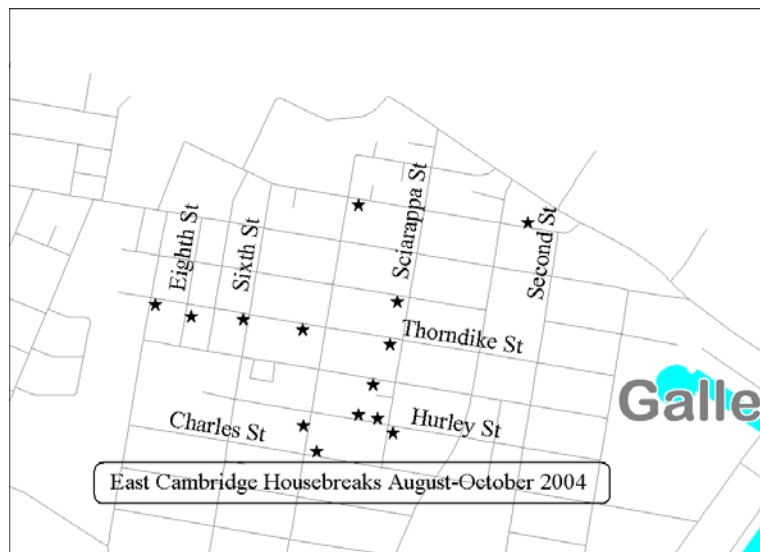 Eighth St
Sixth St
Sciarappa St
Second St
Thorndike St
Galle
Charles St
Hurley St
East Cambridge Housebreaks August-October 2004